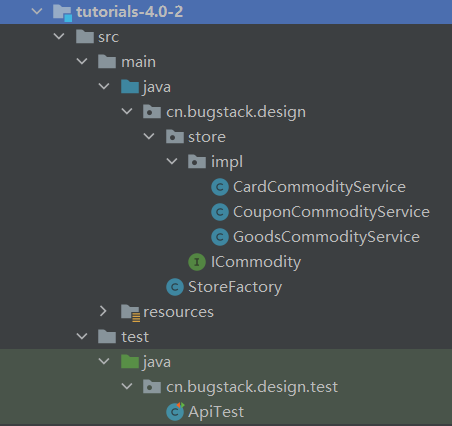 tutorials-4.0-2
src
main
java
cn.bugstack.design
store
impl
CardCommodityService
CouponCommodityService
GoodsCommodityService
I ICommodity
StoreFactory
resources
test
java
cn.bugstack.design.test
ApiTest